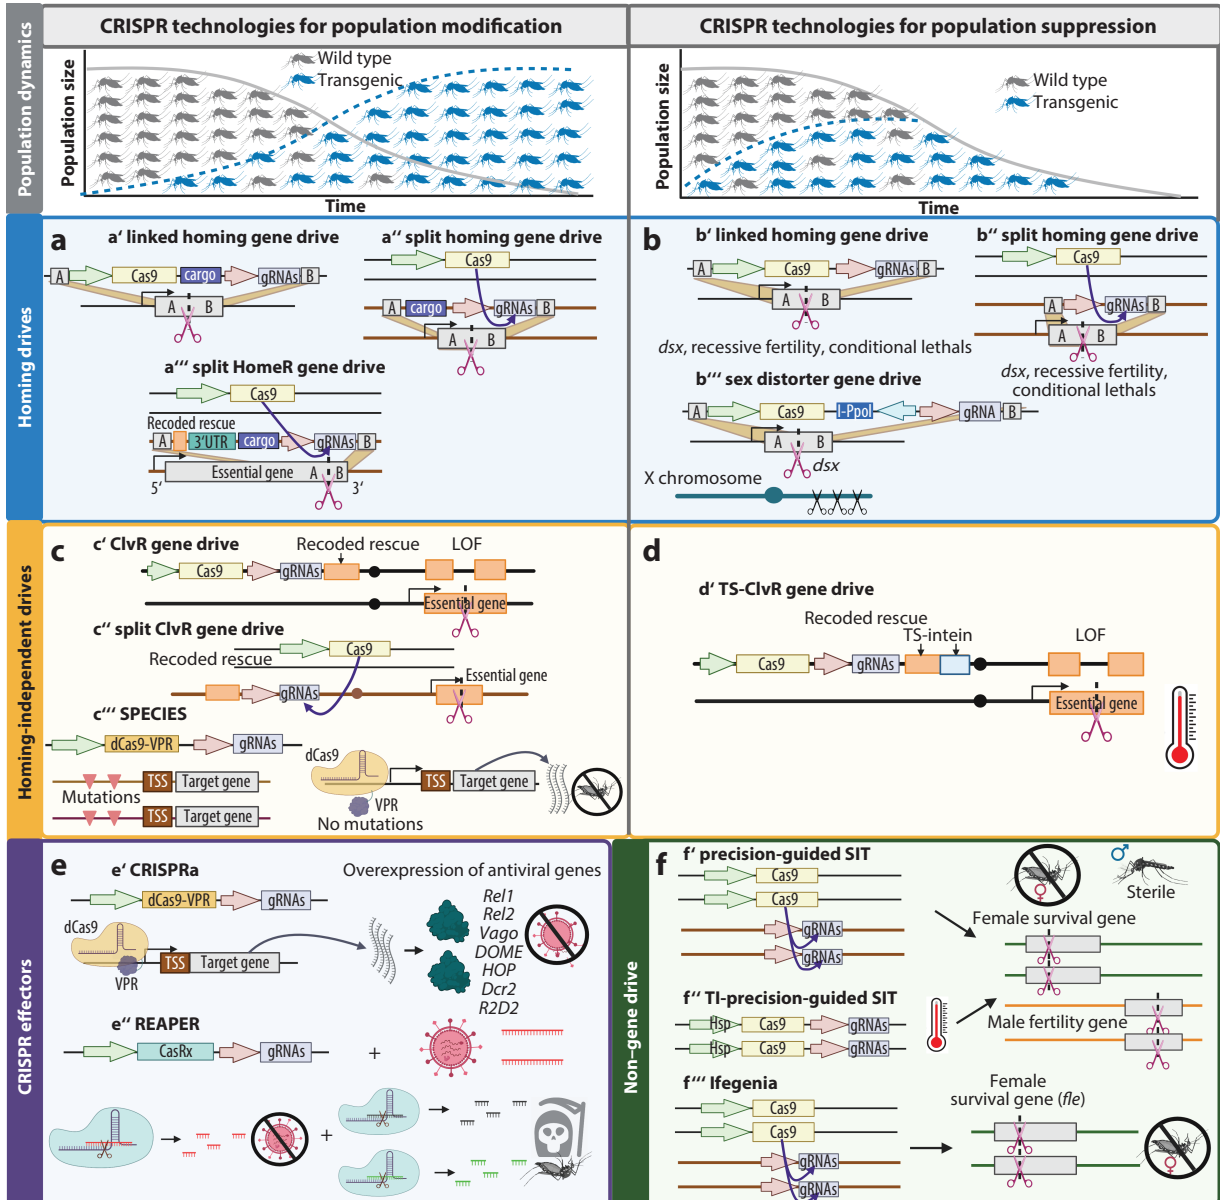 CRISPR technologies for population modification
CRISPR technologies for population suppression
Population dynamics
Population size
Wild type
Transgenic
Time
Population size
Wild type
Transgenic
Time
Homing drives
a
a‘ linked homing gene drive
A
Cas9
cargo
gRNAs
B
A
B
a‘‘ split homing gene drive
Cas9
A
cargo
gRNAs
B
A
B
a‘‘‘ split HomeR gene drive
Cas9
Recoded rescue
A
3‘UTR
cargo
gRNAs
B
Essential gene
A
B
5‘
3‘
b
b‘ linked homing gene drive
A
Cas9
gRNAs
B
A
B
dsx, recessive fertility, conditional lethals
b‘‘ split homing gene drive
Cas9
A
gRNAs
B
A
B
dsx, recessive fertility,
conditional lethals
b‘‘‘ sex distorter gene drive
A
Cas9
I-PpoI
gRNA
B
A
B
dsx
X chromosome
Homing-independent drives
c
c‘ ClvR gene drive
Recoded rescue
LOF
Cas9
gRNAs
Essential gene
c‘‘ split ClvR gene drive
Cas9
Recoded rescue
Essential gene
gRNAs
c‘‘‘ SPECIES
dCas9-VPR
gRNAs
TSS
Target gene
Mutations
TSS
Target gene
dCas9
TSS
Target gene
VPR
No mutations
d
d‘ TS-ClvR gene drive
Recoded rescue
TS-intein
LOF
Cas9
gRNAs
Essential gene
CRISPR effectors
e
e‘ CRISPRa
Overexpression of antiviral genes
dCas9-VPR
gRNAs
dCas9
TSS
Target gene
VPR
Rel1
Rel2
Vago
DOME
HOP
Dcr2
R2D2
e‘‘ REAPER
CasRx
gRNAs
+
+
Non–gene drive
f
f‘ precision-guided SIT
Cas9
Cas9
gRNAs
gRNAs
♀
♂
Sterile
Female survival gene
f‘‘ TI-precision-guided SIT
Hsp
Cas9
gRNAs
Hsp
Cas9
gRNAs
Male fertility gene
f‘‘‘ Ifegenia
Cas9
Cas9
gRNAs
gRNAs
Female
survival gene (fle)
♀